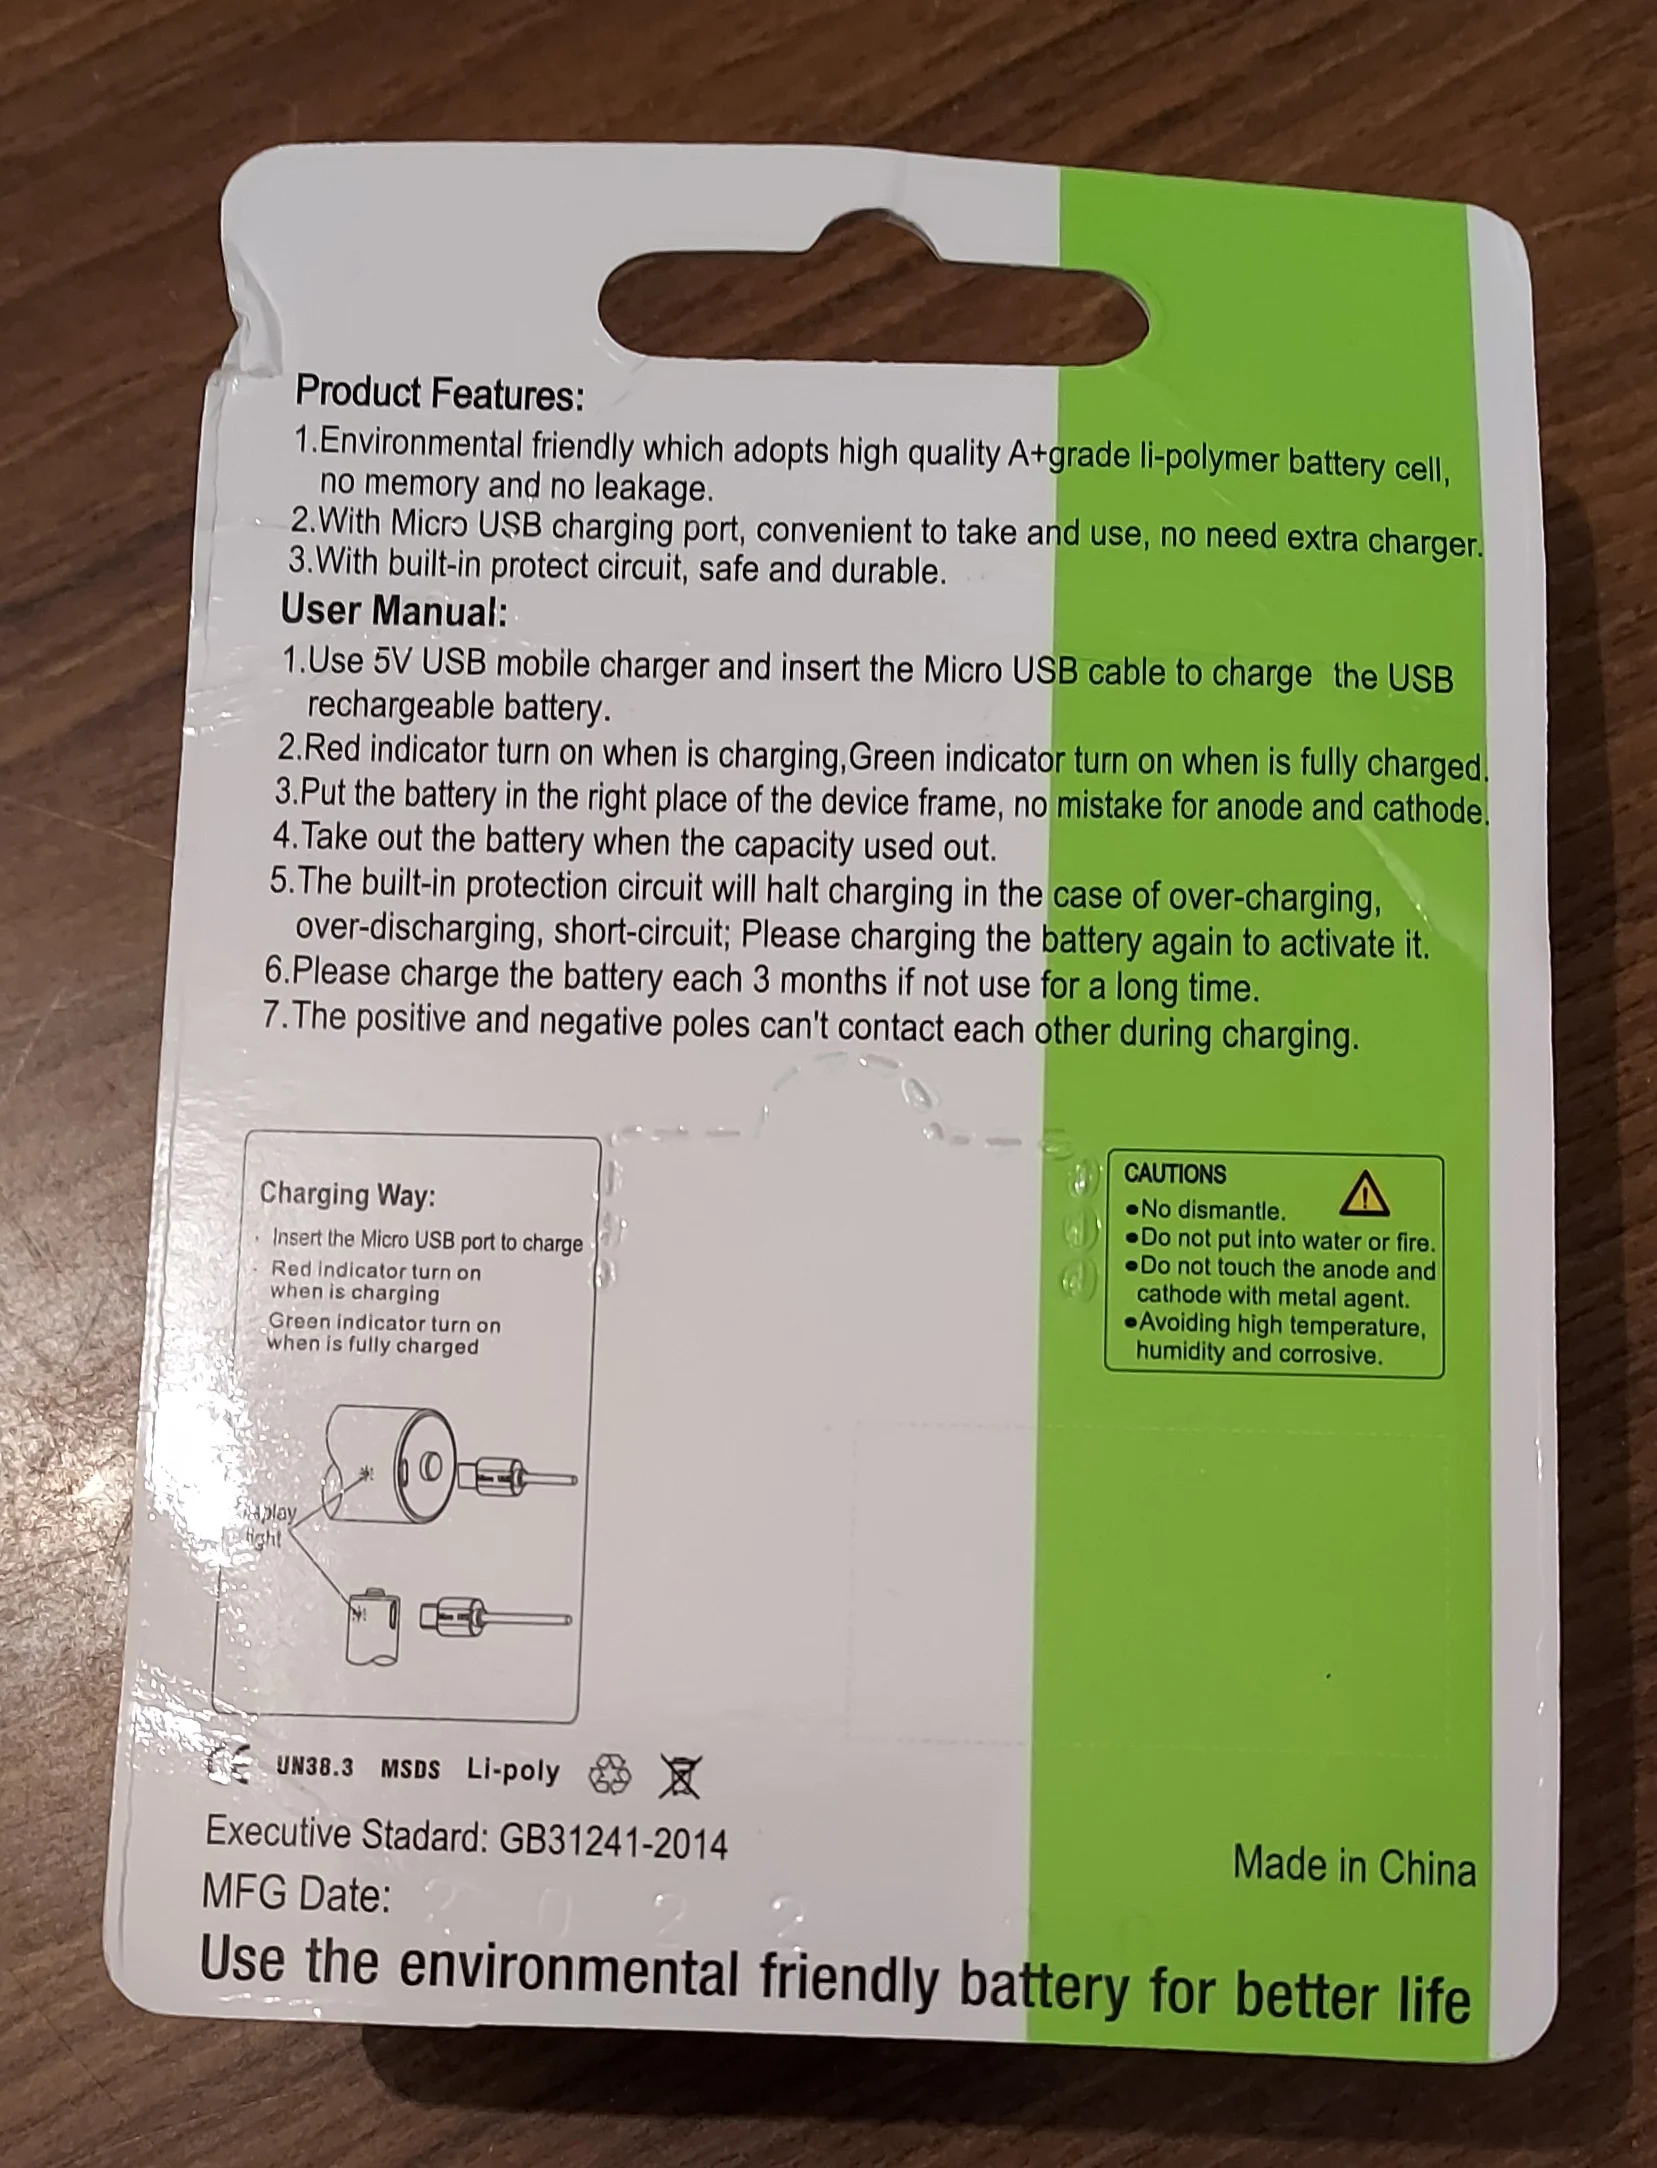 Product Features:
1.Environmental friendly which adopts high quality A+grade li-polymer battery cell,
no memory and no leakage.
2.With Micro USB charging port, convenient to take and use, no need extra charger.
3.With built-in protect circuit, safe and durable.
User Manual:
1.Use 5V USB mobile charger and insert the Micro USB cable to charge the USB
rechargeable battery.
2.Red indicator turn on when is charging,Green indicator turn on when is fully charged.
3.Put the battery in the right place of the device frame, no mistake for anode and cathode.
4.Take out the battery when the capacity used out.
5.The built-in protection circuit will halt charging in the case of over-charging,
over-discharging, short-circuit; Please charging the battery again to activate it.
6.Please charge the battery each 3 months if not use for a long time.
7.The positive and negative poles can't contact each other during charging.
Charging Way:
· Insert the Micro USB port to charge
· Red indicator turn on
when is charging
Green indicator turn on
when is fully charged
light
CAUTIONS
•No dismantle.
•Do not put into water or fire.
•Do not touch the anode and
cathode with metal agent.
•Avoiding high temperature,
humidity and corrosive.
CE UN38.3 MSDS Li-poly
Executive Stadard: GB31241-2014
MFG Date: 2022
Made in China
Use the environmental friendly battery for better life